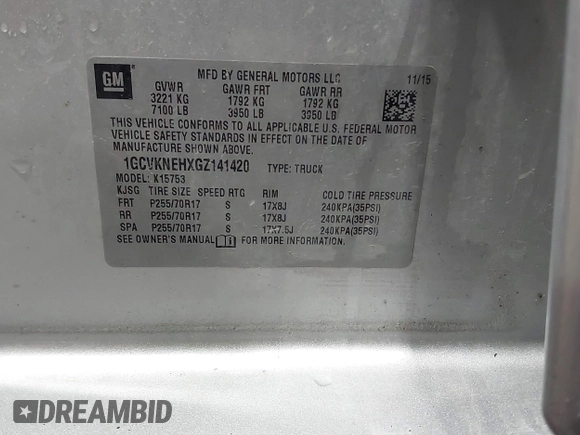 GM
MFD BY GENERAL MOTORS LLC 11/15
GVWR GAWR FRT GAWR RR
3221 KG 1792 KG 1792 KG
7100 LB 3950 LB 3950 LB
THIS VEHICLE CONFORMS TO ALL APPLICABLE U.S. FEDERAL MOTOR
VEHICLE SAFETY STANDARDS IN EFFECT ON THE DATE OF
MANUFACTURE SHOWN ABOVE.
1GCVKNEHXGZ141420 TYPE: TRUCK
MODEL: K15753
KJSG TIRE SIZE SPEED RTG RIM COLD TIRE PRESSURE
FRT P255/70R17 S 17X8J 240KPA(35PSI)
RR P255/70R17 S 17X8J 240KPA(35PSI)
SPA P255/70R17 S 17X7.5J 240KPA(35PSI)
SEE OWNER'S MANUAL FOR MORE INFORMATION.
DREAMBID